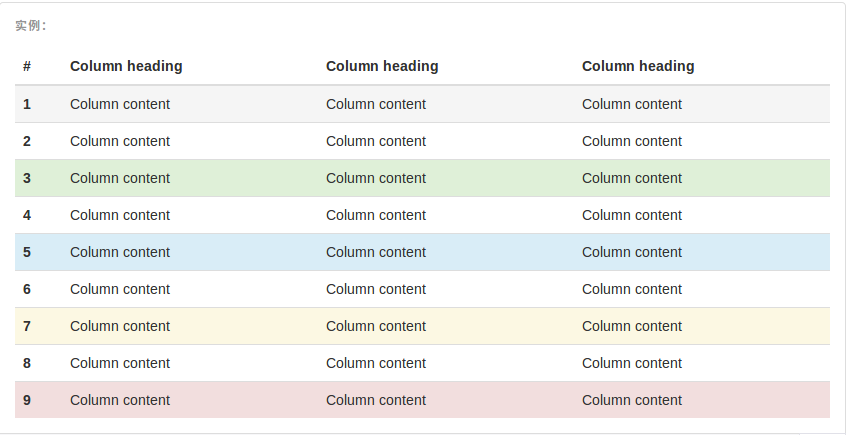 实例：
# Column heading Column heading Column heading
1 Column content Column content Column content
2 Column content Column content Column content
3 Column content Column content Column content
4 Column content Column content Column content
5 Column content Column content Column content
6 Column content Column content Column content
7 Column content Column content Column content
8 Column content Column content Column content
9 Column content Column content Column content